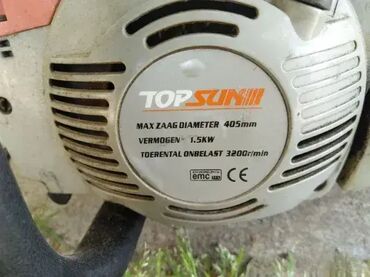 TOPSUN
MAX ZAAG DIAMETER 405mm
VERMOGEN 1.5KW
TOERENTAL ONBELAST 3200r/min
emc
CE